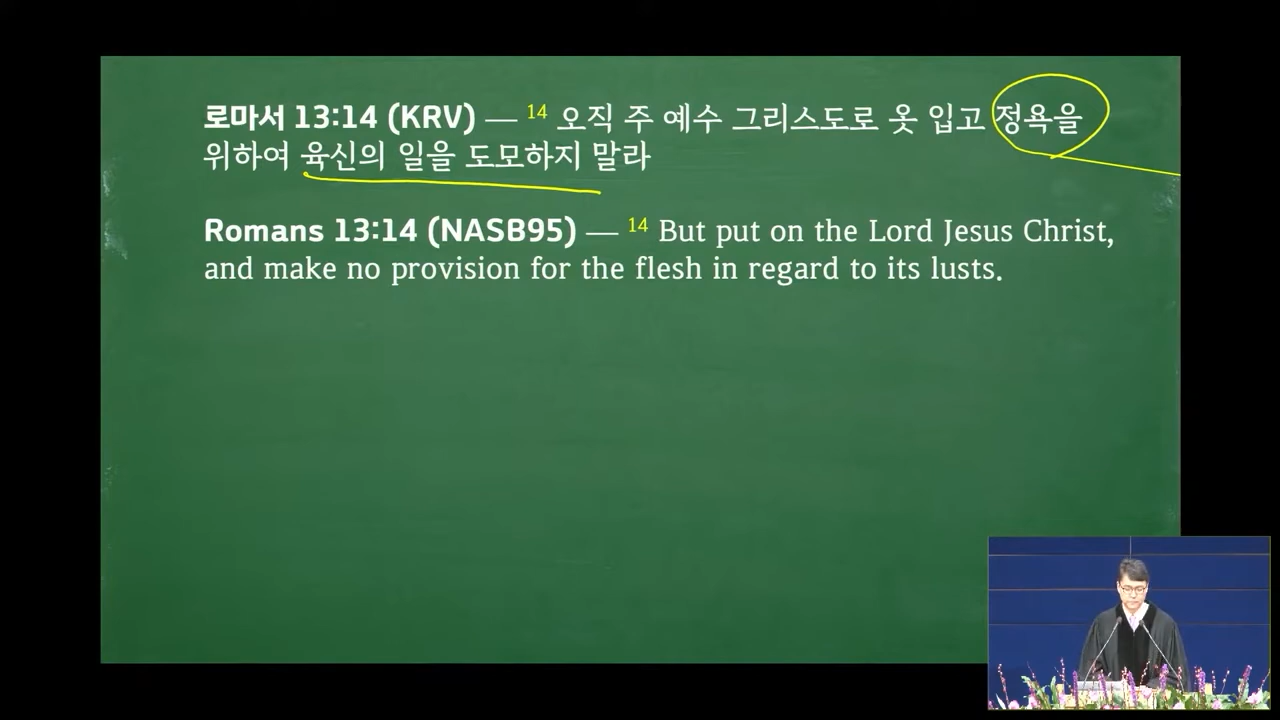 로마서 13:14 (KRV) — 14 오직 주 예수 그리스도로 옷 입고 정욕을
위하여 육신의 일을 도모하지 말라
Romans 13:14 (NASB95) — 14 But put on the Lord Jesus Christ,
and make no provision for the flesh in regard to its lusts.